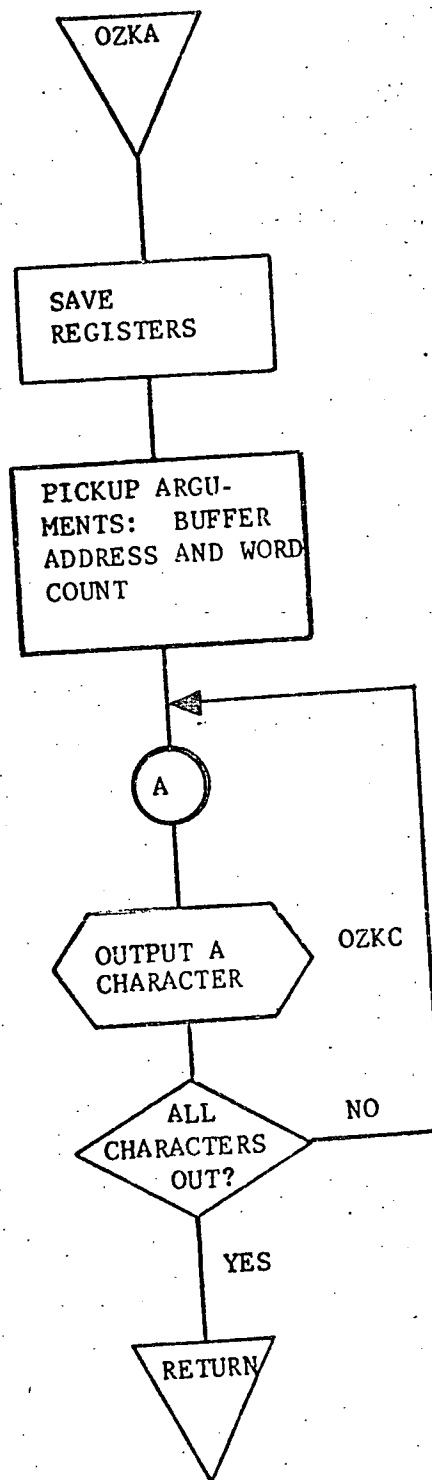 OZKA
SAVE
REGISTERS
PICKUP ARGU-
MENTS: BUFFER
ADDRESS AND WORD
COUNT
A
OUTPUT A
CHARACTER
OZKC
ALL
CHARACTERS
OUT?
NO
YES
RETURN